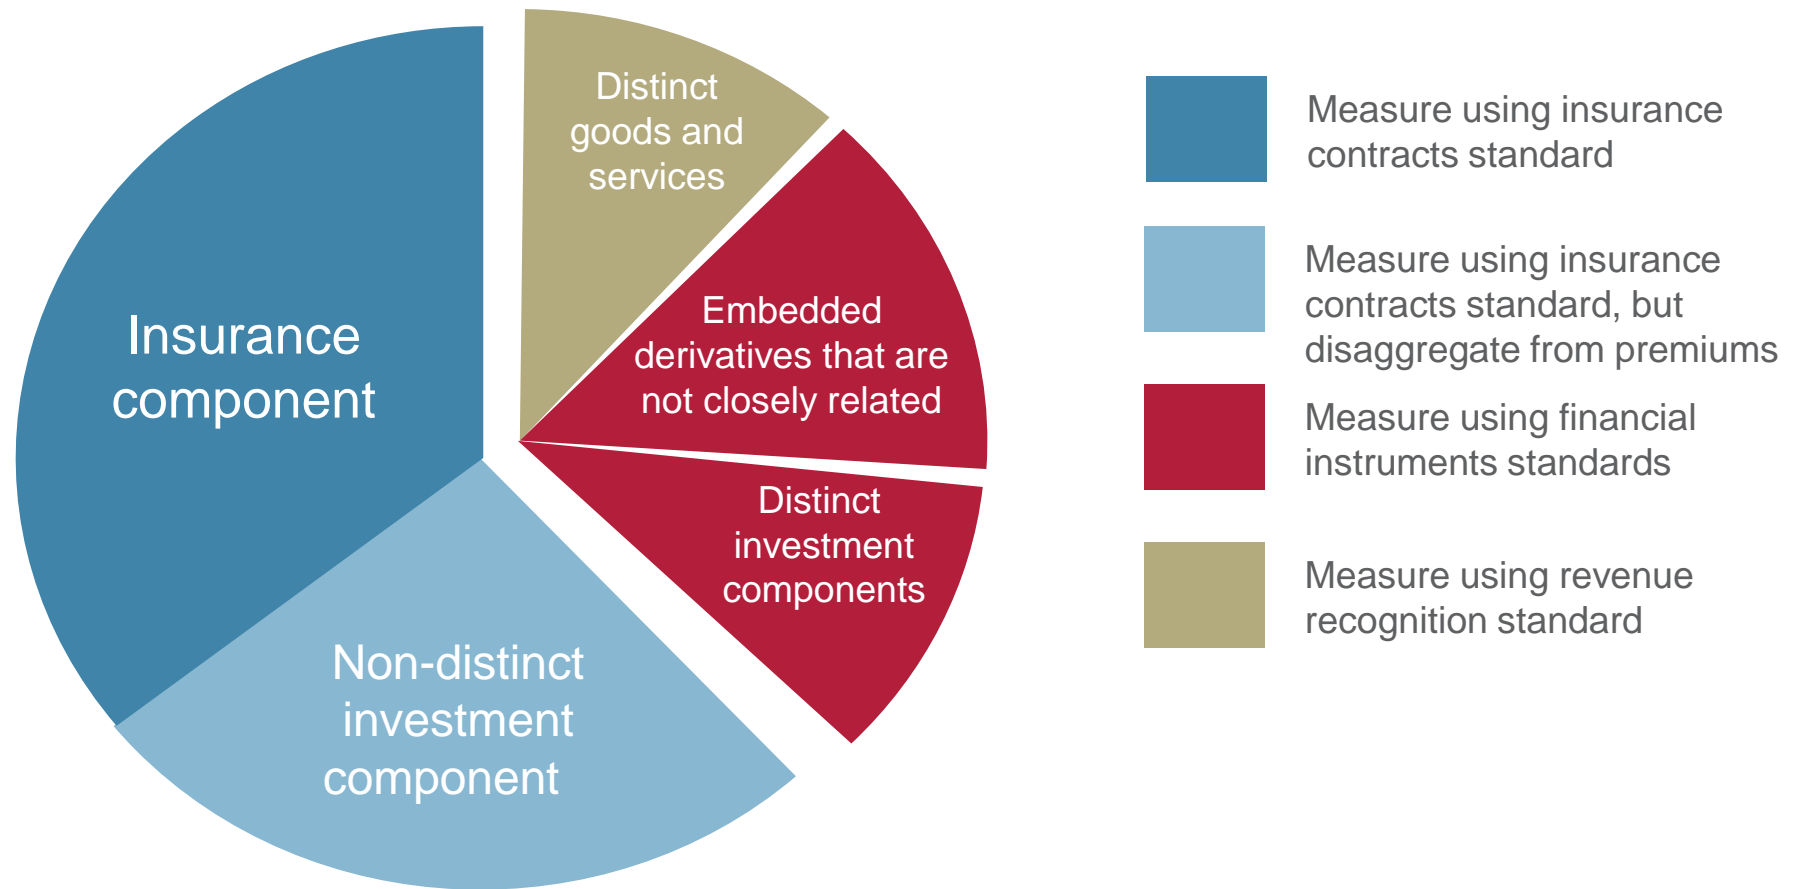 Distinct
goods and
services
Embedded
derivatives that are
not closely related
Insurance
component
Distinct
investment
components
Non-distinct
investment
component
Measure using insurance
contracts standard
Measure using insurance
contracts standard, but
disaggregate from premiums
Measure using financial
instruments standards
Measure using revenue
recognition standard